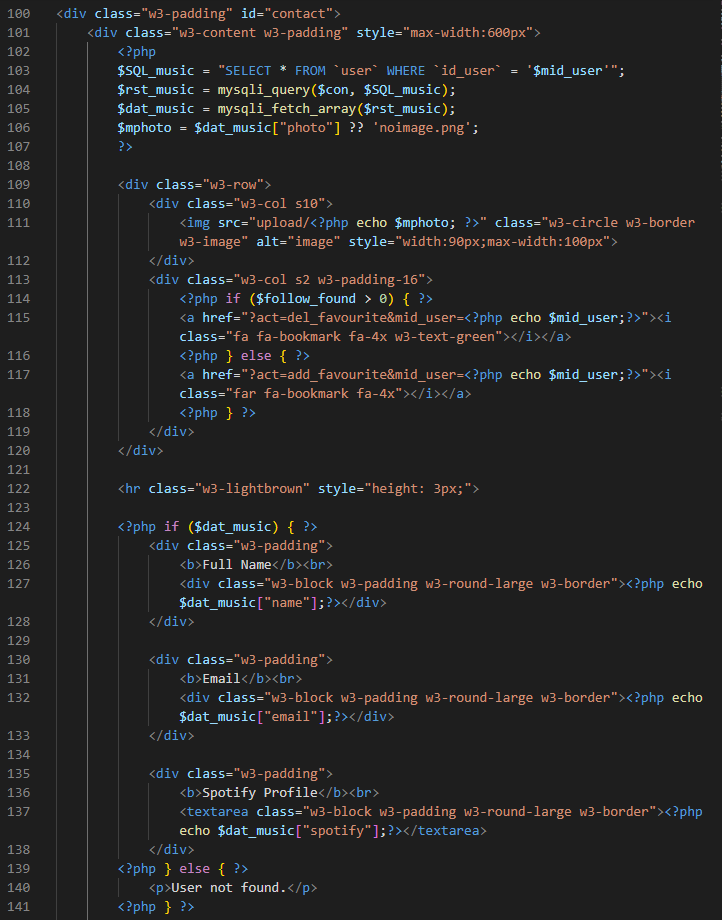 100 <div class="w3-padding" id="contact">
101 <div class="w3-content w3-padding" style="max-width:600px">
102 <?php
103 $SQL_music = "SELECT * FROM `user` WHERE `id_user` = '$mid_user'";
104 $rst_music = mysqli_query($con, $SQL_music);
105 $dat_music = mysqli_fetch_array($rst_music);
106 $mphoto = $dat_music["photo"] ?? 'noimage.png';
107 ?>
108
109 <div class="w3-row">
110 <div class="w3-col s10">
111 <img src="upload/<?php echo $mphoto; ?>" class="w3-circle w3-border
w3-image" alt="image" style="width:90px;max-width:100px">
112 </div>
113 <div class="w3-col s2 w3-padding-16">
114 <?php if ($follow_found > 0) { ?>
115 <a href="?act=del_favourite&mid_user=<?php echo $mid_user;?>"><i
class="fa fa-bookmark fa-4x w3-text-green"></i></a>
116 <?php } else { ?>
117 <a href="?act=add_favourite&mid_user=<?php echo $mid_user;?>"><i
class="far fa-bookmark fa-4x"></i></a>
118 <?php } ?>
119 </div>
120 </div>
121
122 <hr class="w3-lightbrown" style="height: 3px;">
123
124 <?php if ($dat_music) { ?>
125 <div class="w3-padding">
126 <b>Full Name</b><br>
127 <div class="w3-block w3-padding w3-round-large w3-border"><?php echo
$dat_music["name"];?></div>
128 </div>
129
130 <div class="w3-padding">
131 <b>Email</b><br>
132 <div class="w3-block w3-padding w3-round-large w3-border"><?php echo
$dat_music["email"];?></div>
133 </div>
134
135 <div class="w3-padding">
136 <b>Spotify Profile</b><br>
137 <textarea class="w3-block w3-padding w3-round-large w3-border"><?php
echo $dat_music["spotify"];?></textarea>
138 </div>
139 <?php } else { ?>
140 <p>User not found.</p>
141 <?php } ?>